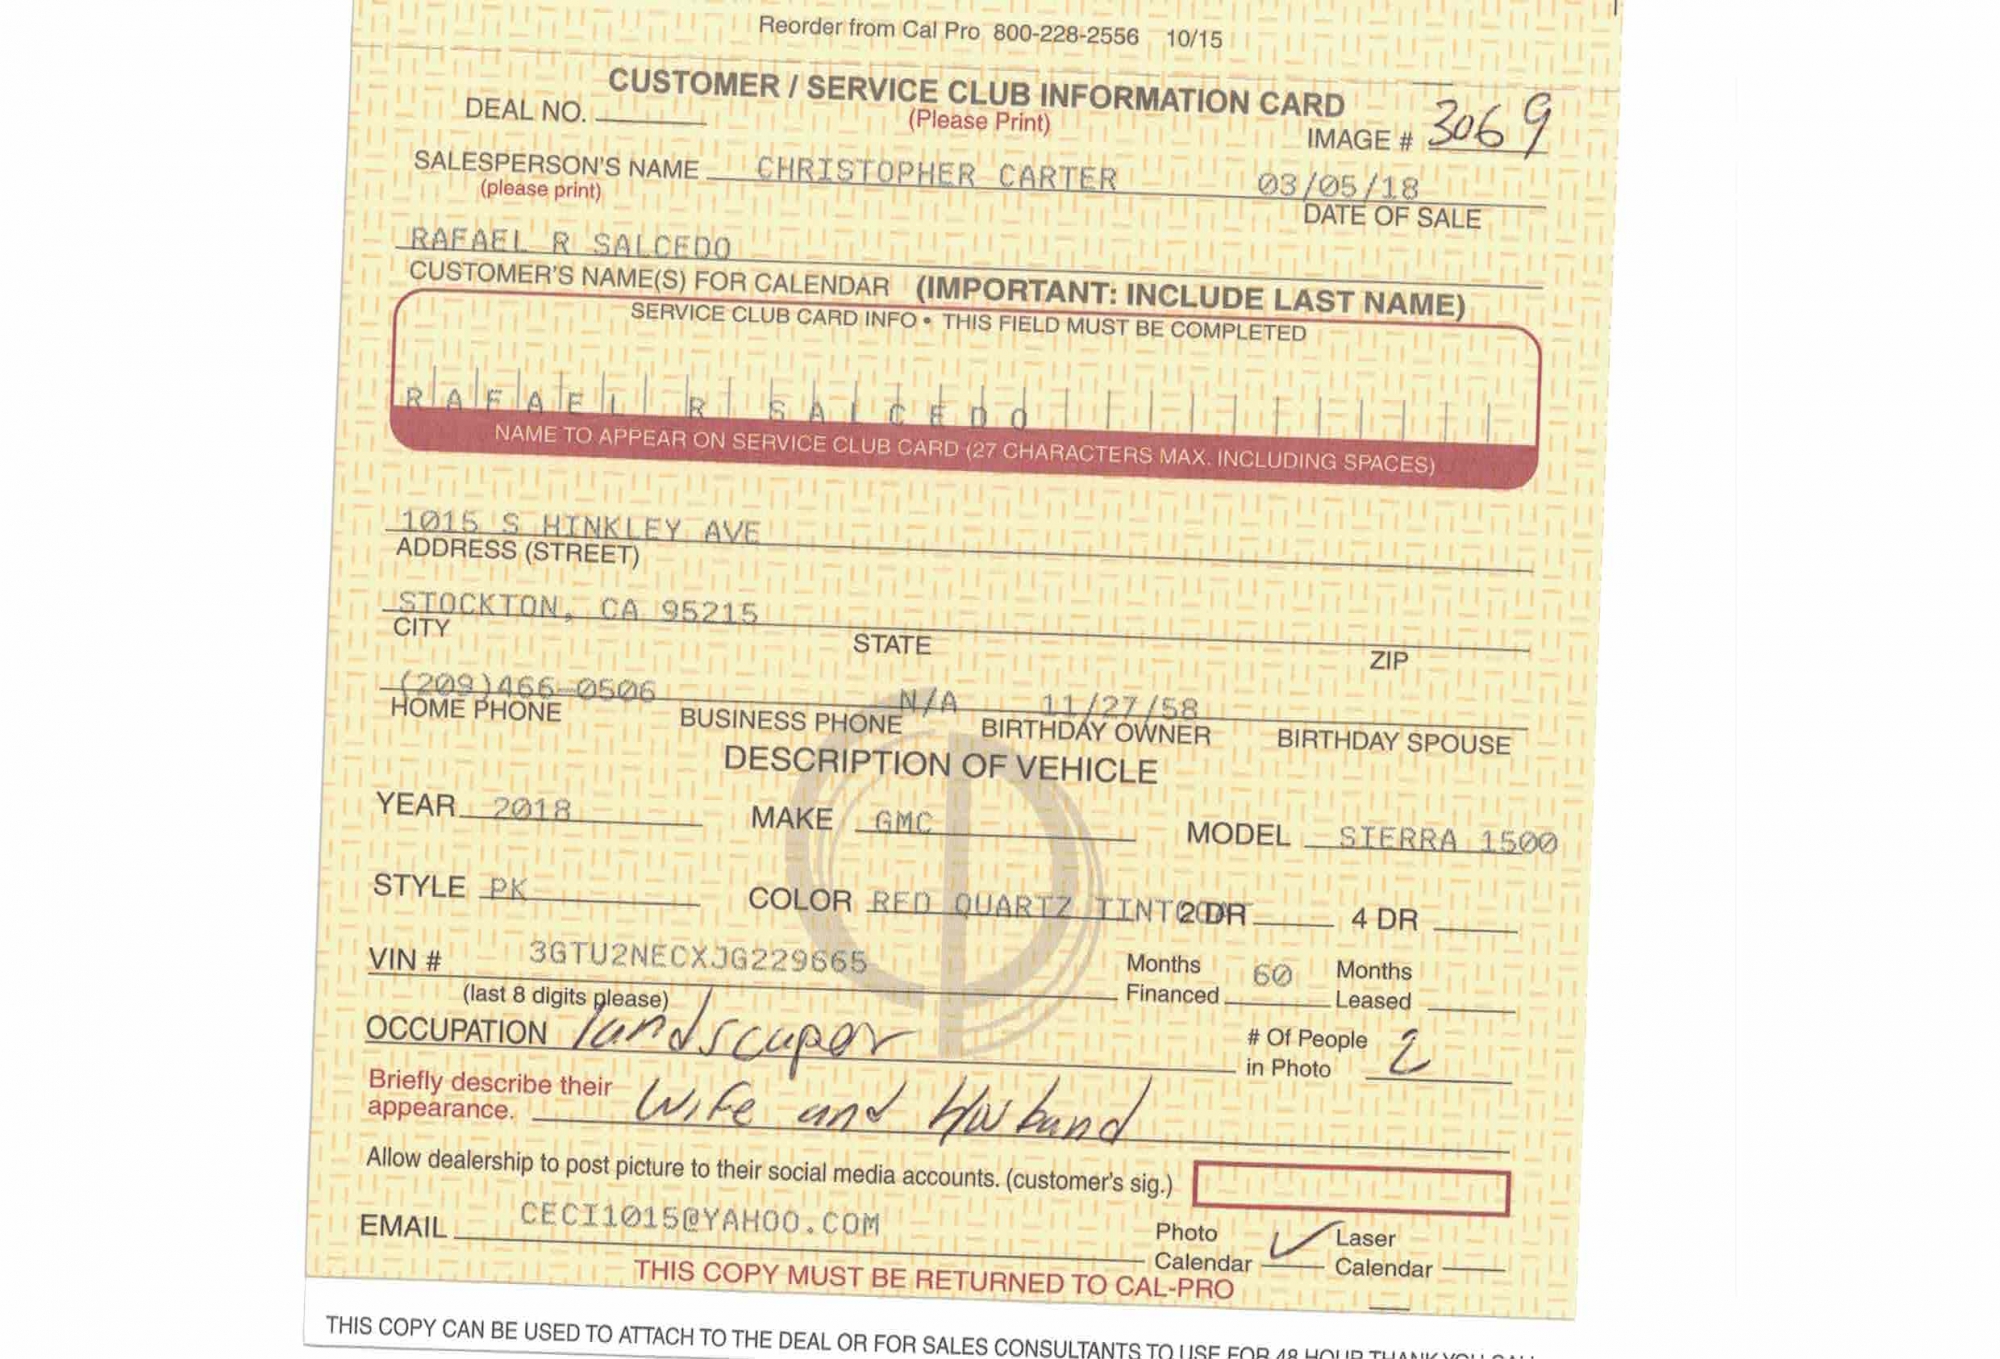 Reorder from Cal Pro 800-228-2556 10/15
CUSTOMER / SERVICE CLUB INFORMATION CARD
DEAL NO. (Please Print) IMAGE # 3069
SALESPERSON'S NAME CHRISTOPHER CARTER 03/05/18
(please print) DATE OF SALE
RAFAEL R SALCEDO
CUSTOMER'S NAME(S) FOR CALENDAR (IMPORTANT: INCLUDE LAST NAME)
SERVICE CLUB CARD INFO • THIS FIELD MUST BE COMPLETED
RAFAEL R SALCEDO
NAME TO APPEAR ON SERVICE CLUB CARD (27 CHARACTERS MAX. INCLUDING SPACES)
1015 S HINKLEY AVE
ADDRESS (STREET)
STOCKTON, CA 95215
CITY STATE ZIP
(209)466-0506 N/A 11/27/58
HOME PHONE BUSINESS PHONE BIRTHDAY OWNER BIRTHDAY SPOUSE
DESCRIPTION OF VEHICLE
YEAR 2018 MAKE GMC MODEL SIERRA 1500
STYLE PK COLOR RED QUARTZ TINTCOAT 2 DR 4 DR
VIN # 3GTU2NECXJG229665 Months Financed 60 Months Leased
(last 8 digits please)
OCCUPATION landscaper # Of People in Photo 2
Briefly describe their appearance. Wife and Husband
Allow dealership to post picture to their social media accounts. (customer's sig.)
EMAIL CECI1015@YAHOO.COM Photo Calendar ✓ Laser Calendar
THIS COPY MUST BE RETURNED TO CAL-PRO
THIS COPY CAN BE USED TO ATTACH TO THE DEAL OR FOR SALES CONSULTANTS TO USE FOR 48 HOUR THANK YOU